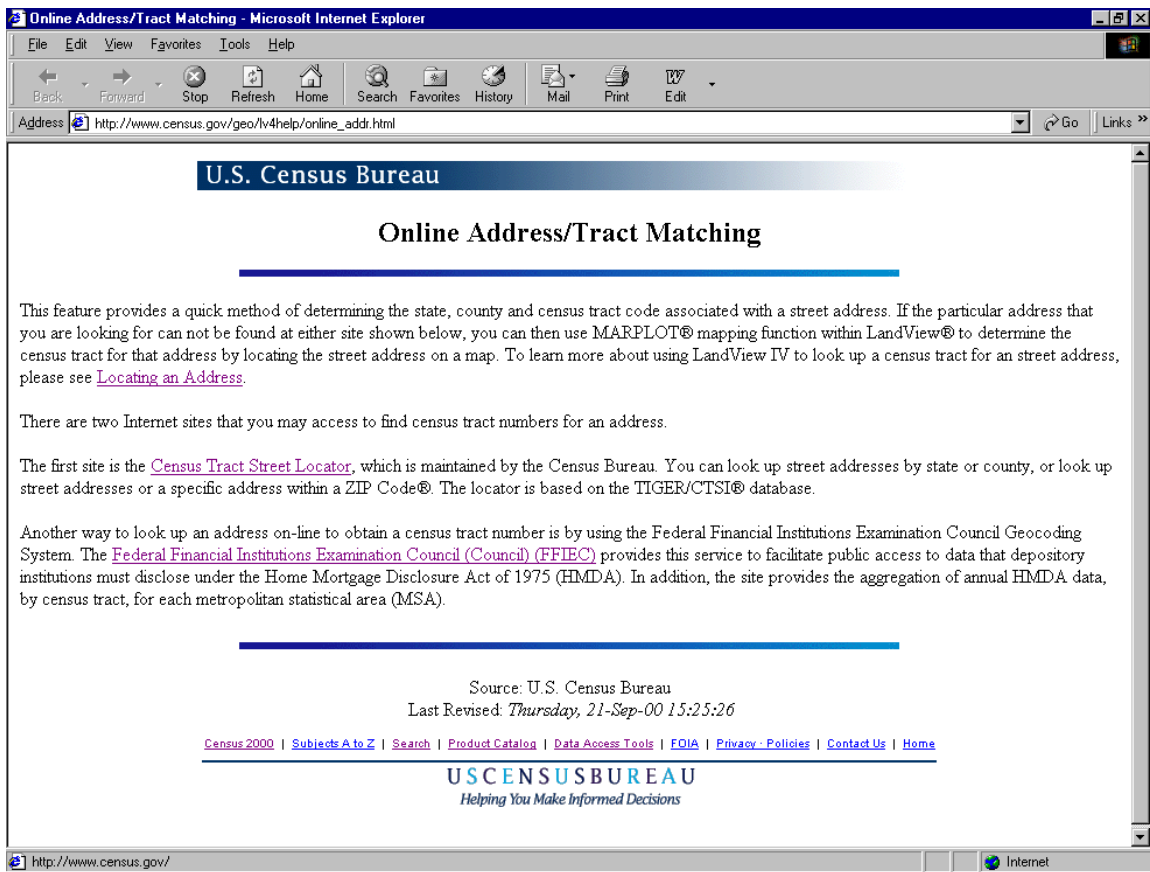 Online Address/Tract Matching - Microsoft Internet Explorer
File Edit View Favorites Tools Help
Back Forward Stop Refresh Home Search Favorites History Mail Print Edit
Address http://www.census.gov/geo/lv4help/online_addr.html Go Links »
U.S. Census Bureau
Online Address/Tract Matching
This feature provides a quick method of determining the state, county and census tract code associated with a street address. If the particular address that
you are looking for can not be found at either site shown below, you can then use MARPLOT® mapping function within LandView® to determine the
census tract for that address by locating the street address on a map. To learn more about using LandView IV to look up a census tract for an street address,
please see Locating an Address.
There are two Internet sites that you may access to find census tract numbers for an address.
The first site is the Census Tract Street Locator, which is maintained by the Census Bureau. You can look up street addresses by state or county, or look up
street addresses or a specific address within a ZIP Code®. The locator is based on the TIGER/CTSI® database.
Another way to look up an address on-line to obtain a census tract number is by using the Federal Financial Institutions Examination Council Geocoding
System. The Federal Financial Institutions Examination Council (Council) (FFIEC) provides this service to facilitate public access to data that depository
institutions must disclose under the Home Mortgage Disclosure Act of 1975 (HMDA). In addition, the site provides the aggregation of annual HMDA data,
by census tract, for each metropolitan statistical area (MSA).
Source: U.S. Census Bureau
Last Revised: Thursday, 21-Sep-00 15:25:26
Census 2000 | Subjects A to Z | Search | Product Catalog | Data Access Tools | FOIA | Privacy · Policies | Contact Us | Home
USCENSUSBUREAU
Helping You Make Informed Decisions
http://www.census.gov/ Internet